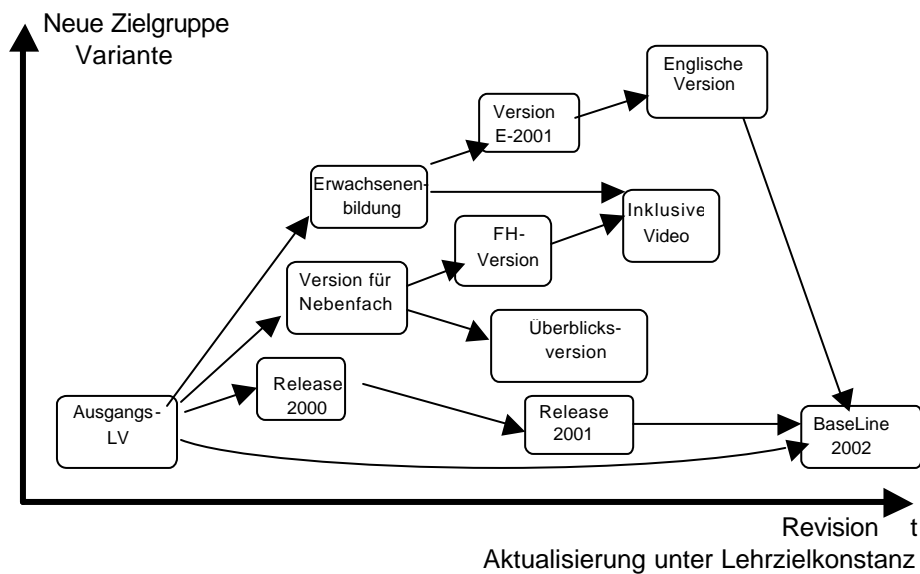 Neue Zielgruppe
Variante
Englische
Version
Version
E-2001
Erwachsenen-
bildung
Inklusive
Video
FH-
Version
Version für
Nebenfach
Überblicks-
version
Release
2000
Ausgangs-
LV
Release
2001
BaseLine
2002
Revision t
Aktualisierung unter Lehrzielkonstanz